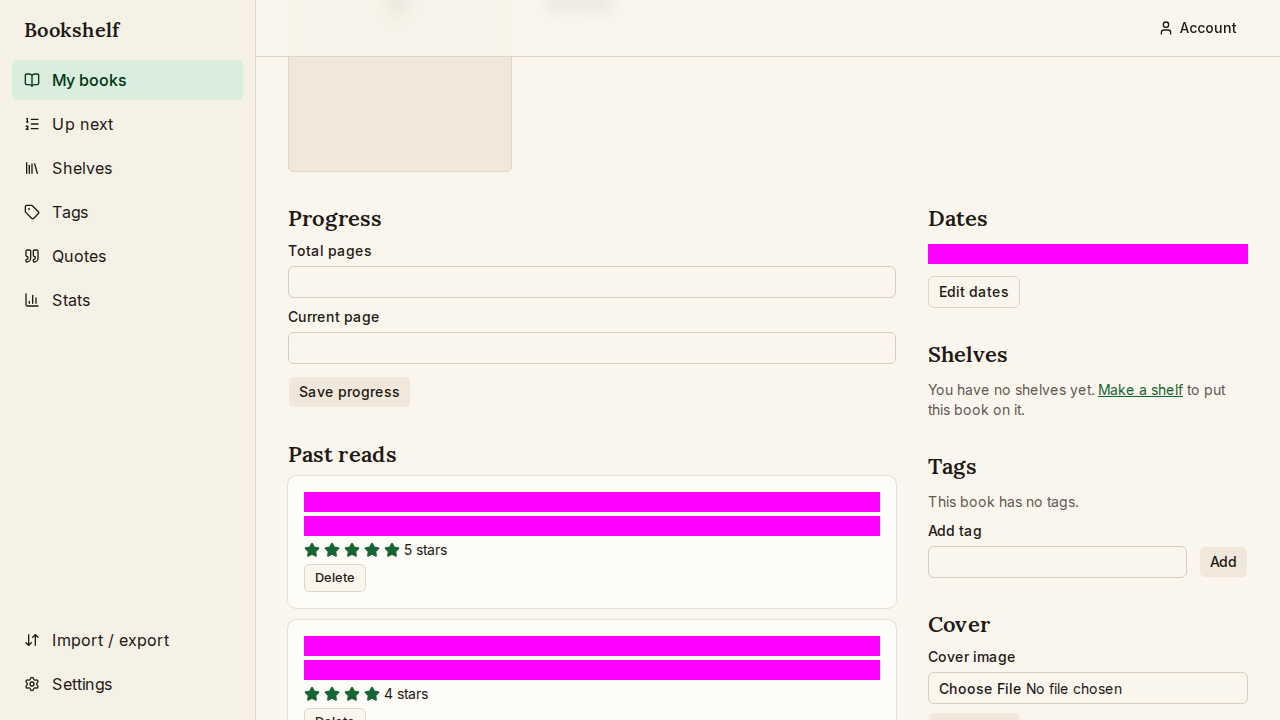 Bookshelf
My books
Up next
Shelves
Tags
Quotes
Stats
Import / export
Settings
Account
Progress
Total pages
Current page
Save progress
Past reads
5 stars
Delete
4 stars
Delete
Dates
Edit dates
Shelves
You have no shelves yet. Make a shelf to put
this book on it.
Tags
This book has no tags.
Add tag
Add
Cover
Cover image
Choose File No file chosen